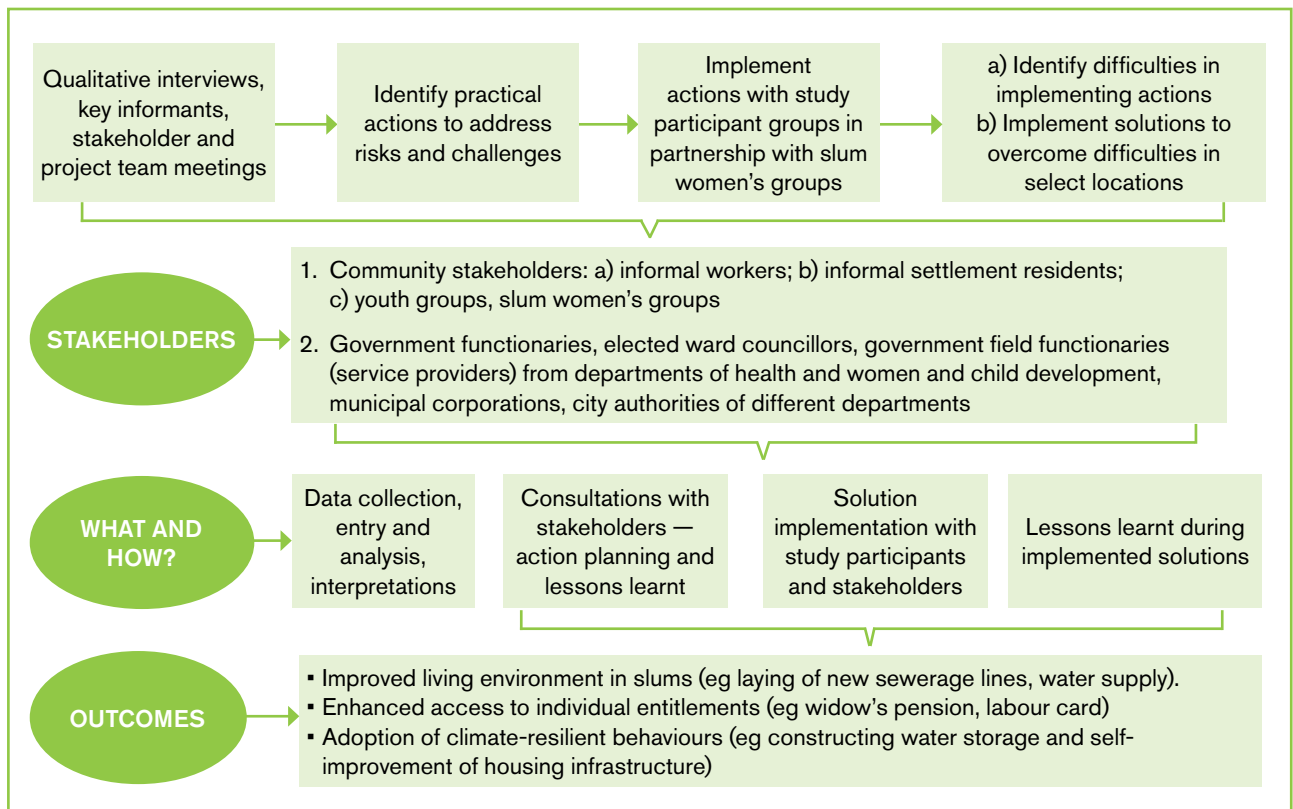 Qualitative interviews,
key informants,
stakeholder and
project team meetings
Identify practical
actions to address
risks and challenges
Implement
actions with study
participant groups in
partnership with slum
women's groups
a) Identify difficulties in
implementing actions
b) Implement solutions to
overcome difficulties in
select locations
STAKEHOLDERS
1. Community stakeholders: a) informal workers; b) informal settlement residents;
c) youth groups, slum women's groups
2. Government functionaries, elected ward councillors, government field functionaries
(service providers) from departments of health and women and child development,
municipal corporations, city authorities of different departments
WHAT AND
HOW?
Data collection,
entry and
analysis,
interpretations
Consultations with
stakeholders —
action planning and
lessons learnt
Solution
implementation with
study participants
and stakeholders
Lessons learnt during
implemented solutions
OUTCOMES
▪ Improved living environment in slums (eg laying of new sewerage lines, water supply).
▪ Enhanced access to individual entitlements (eg widow's pension, labour card)
▪ Adoption of climate-resilient behaviours (eg constructing water storage and self-
improvement of housing infrastructure)